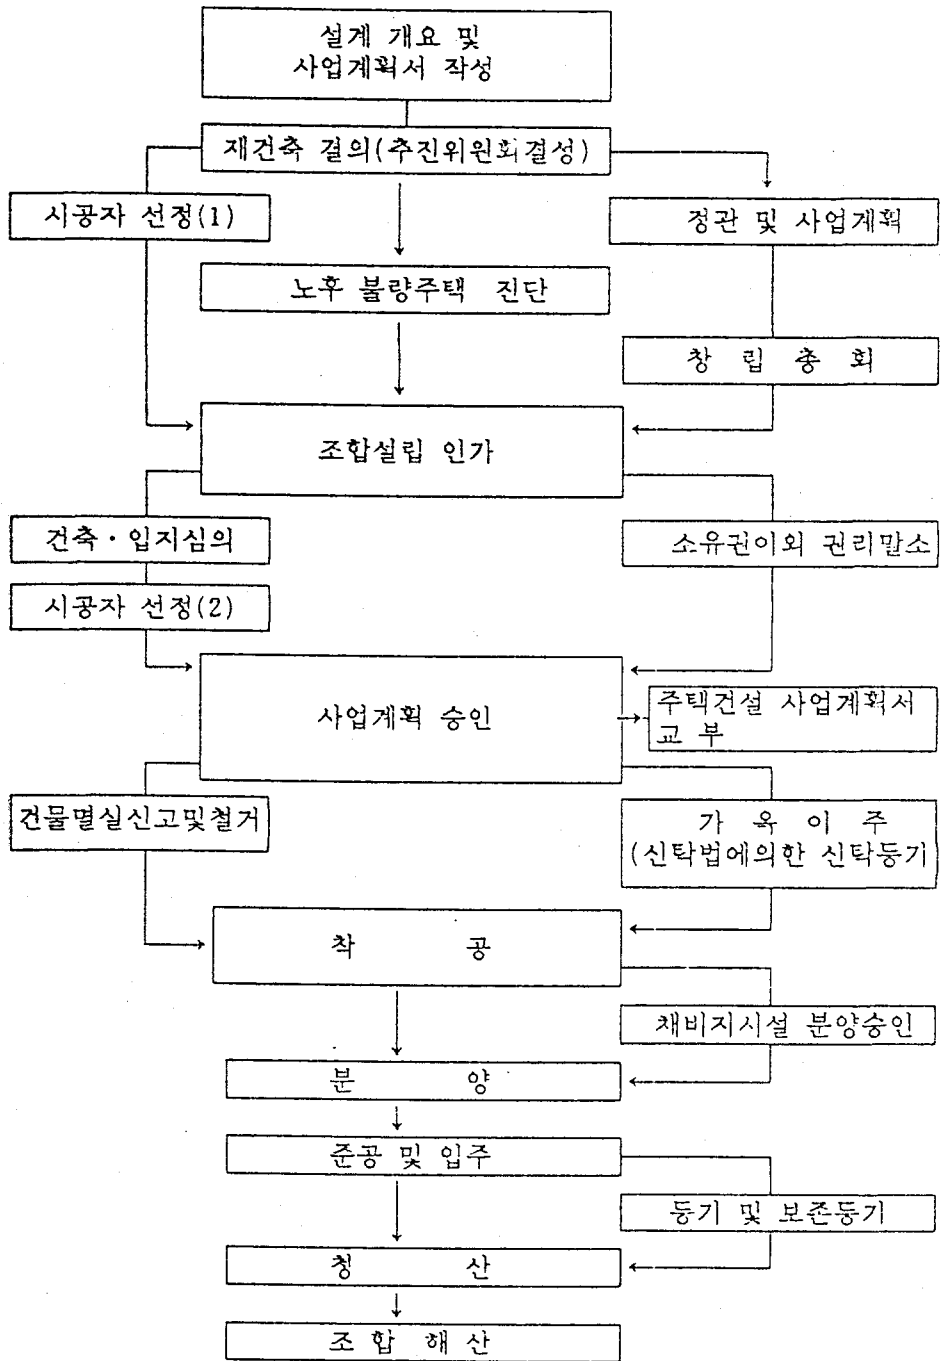 설계 개요 및
사업계획서 작성
재건축 결의(추진위원회결성)
시공자 선정(1)
정관 및 사업계획
노후 불량주택 진단
창 립 총 회
조합설립 인가
건축·입지심의
소유권이외 권리말소
시공자 선정(2)
사업계획 승인
주택건설 사업계획서
교 부
건물멸실신고및철거
가 옥 이 주
(신탁법에의한 신탁등기
착 공
채비지시설 분양승인
분 양
준공 및 입주
등기 및 보존등기
청 산
조 합 해 산